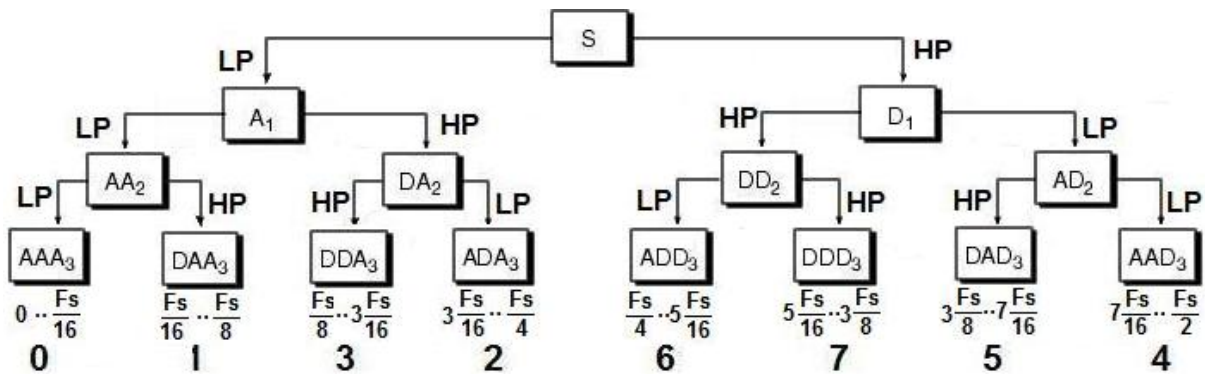 S
LP HP
A₁ D₁
LP HP HP LP
AA₂ DA₂ DD₂ AD₂
LP HP HP LP LP HP HP LP
AAA₃ DAA₃ DDA₃ ADA₃ ADD₃ DDD₃ DAD₃ AAD₃
0 .. Fs/16 Fs/16 .. Fs/8 Fs/8 .. 3 Fs/16 3 Fs/16 .. Fs/4 Fs/4 .. 5 Fs/16 5 Fs/16 .. 3 Fs/8 3 Fs/8 .. 7 Fs/16 7 Fs/16 .. Fs/2
0 1 3 2 6 7 5 4